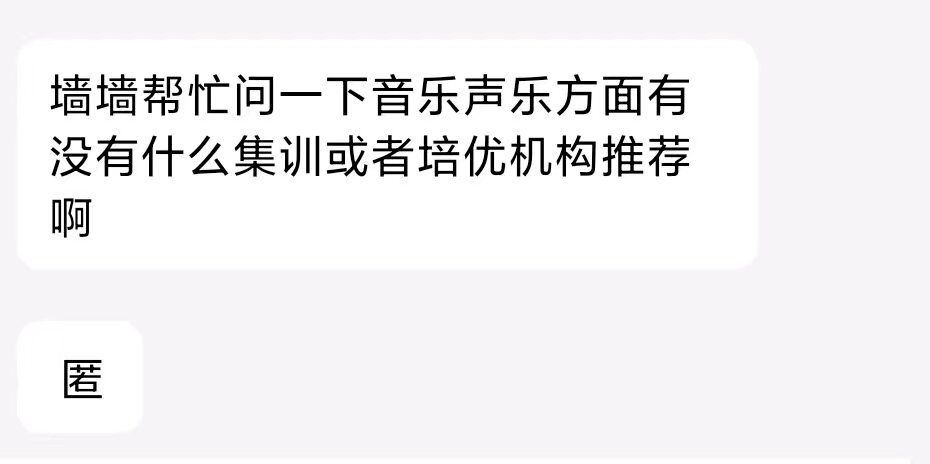 墙墙帮忙问一下音乐声乐方面有
没有什么集训或者培优机构推荐
啊
匿